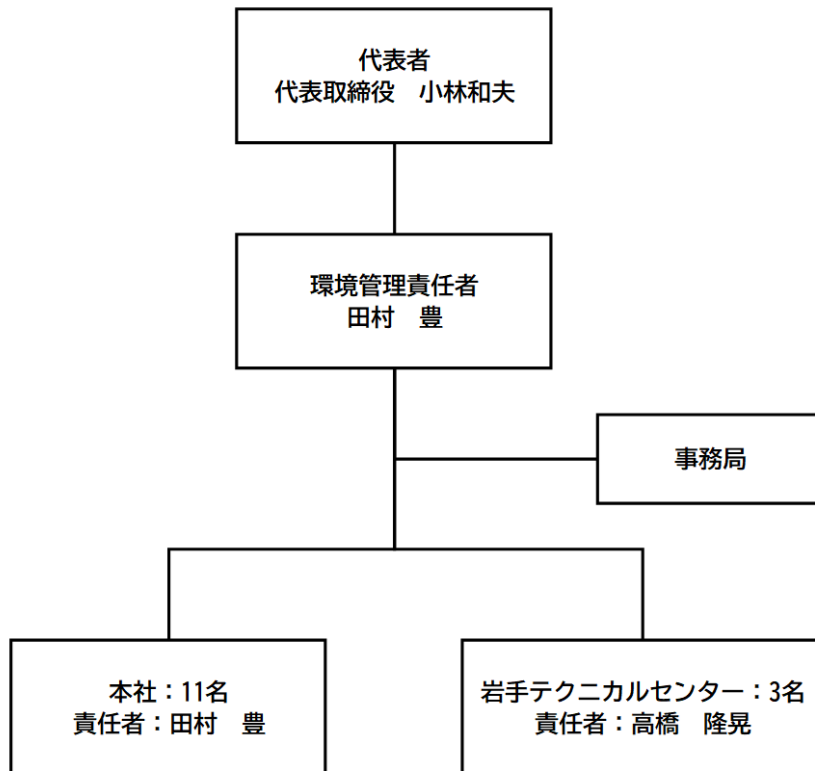 代表者
代表取締役　小林和夫
環境管理責任者
田村　豊
事務局
本社：11名
責任者：田村　豊
岩手テクニカルセンター：3名
責任者：高橋　隆晃